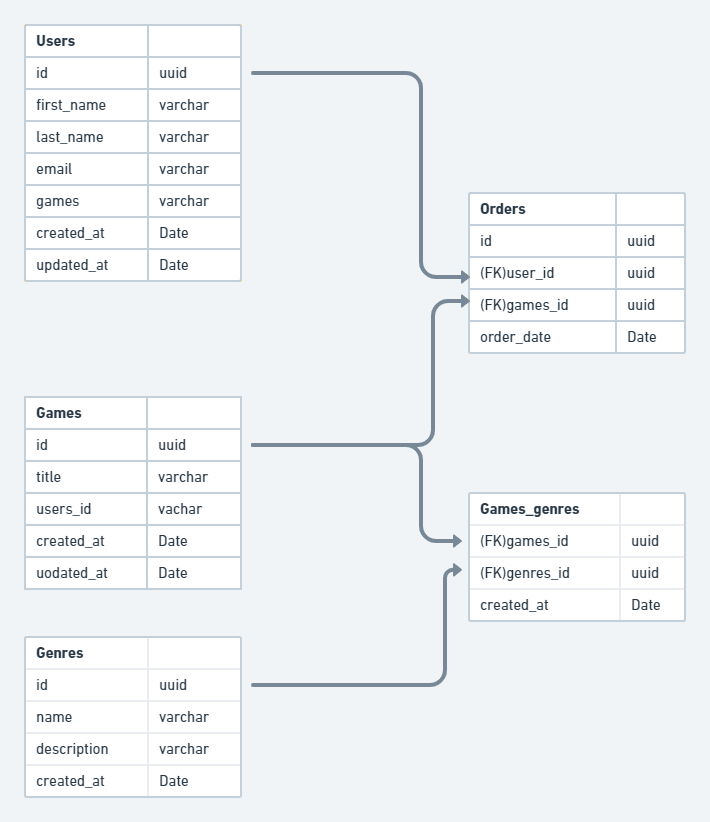 Users
id uuid
first_name varchar
last_name varchar
email varchar
games varchar
created_at Date
updated_at Date
Orders
id uuid
(FK)user_id uuid
(FK)games_id uuid
order_date Date
Games
id uuid
title varchar
users_id vachar
created_at Date
uodated_at Date
Games_genres
(FK)games_id uuid
(FK)genres_id uuid
created_at Date
Genres
id uuid
name varchar
description varchar
created_at Date